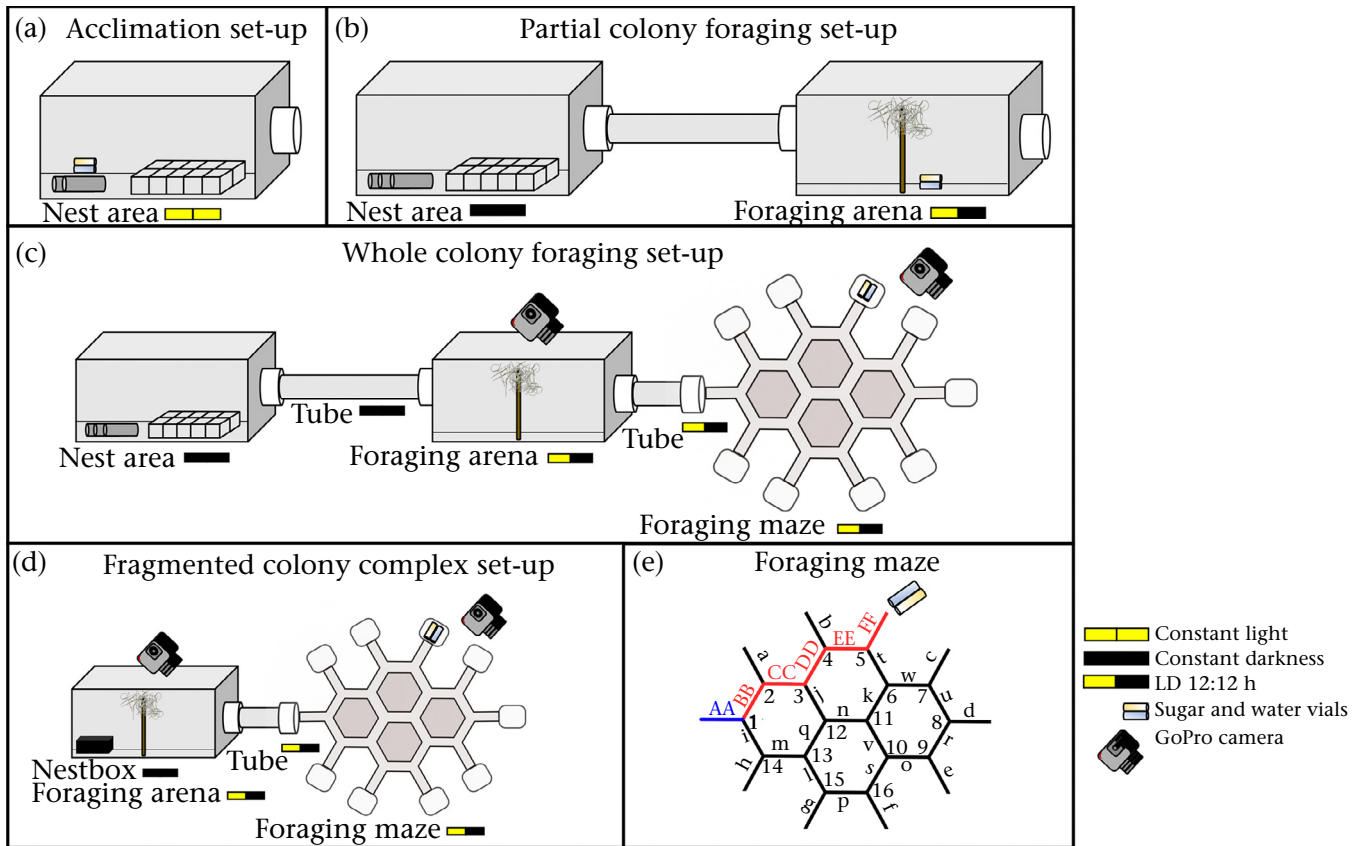 (a) Acclimation set-up
Nest area
(b) Partial colony foraging set-up
Nest area
Foraging arena
(c) Whole colony foraging set-up
Nest area
Tube
Foraging arena
Tube
Foraging maze
(d) Fragmented colony complex set-up
Nestbox
Foraging arena
Tube
Foraging maze
(e) Foraging maze
b EE FF
4 5 t
a CC DD w c
AA BB 2 3 j k 6 7 u
1 n 11 8 d
i m q 12 v 10 9 r
h 14 13 o e
l 15 s 16
g p f
Constant light
Constant darkness
LD 12:12 h
Sugar and water vials
GoPro camera